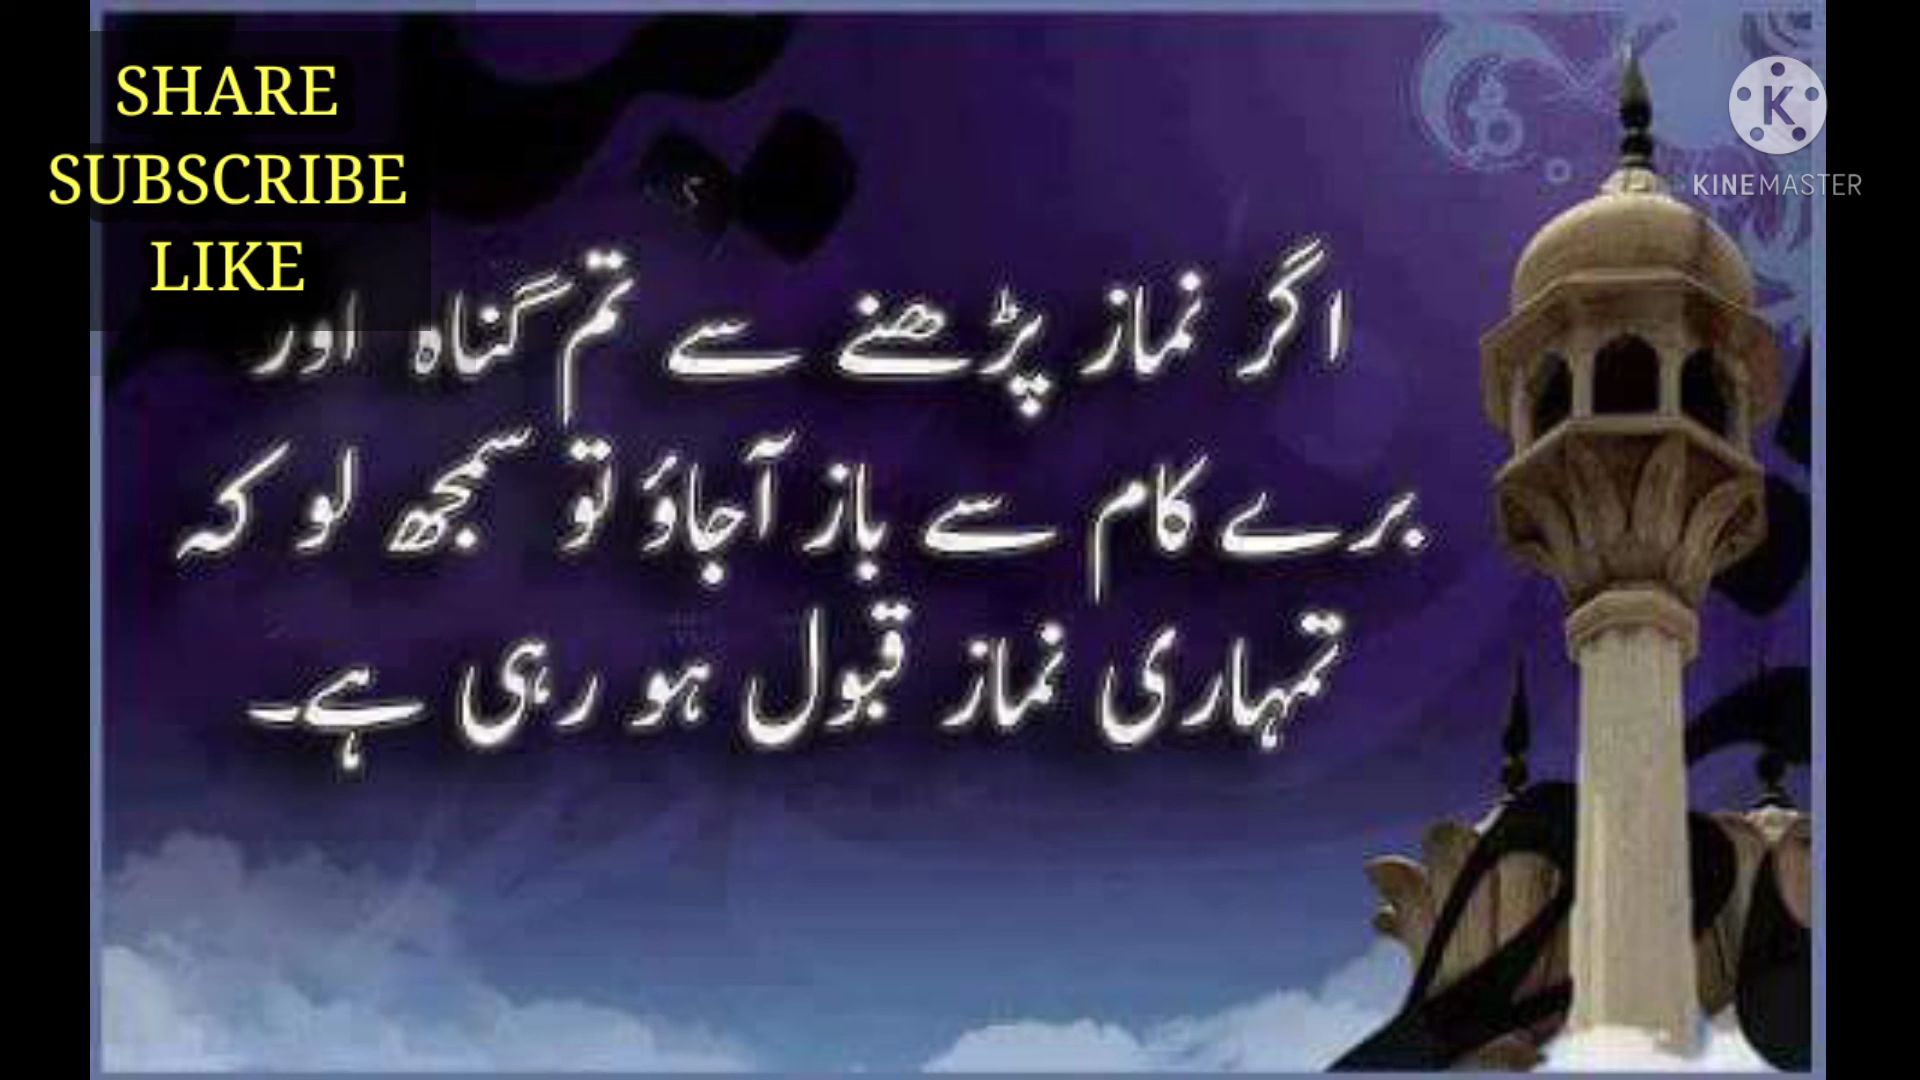 SHARE
SUBSCRIBE
LIKE
KINEMASTER
اگر نماز پڑھنے سے تم گناہ اور
برے کام سے باز آجاؤ تو سمجھ لو کہ
تمہاری نماز قبول ہو رہی ہے۔